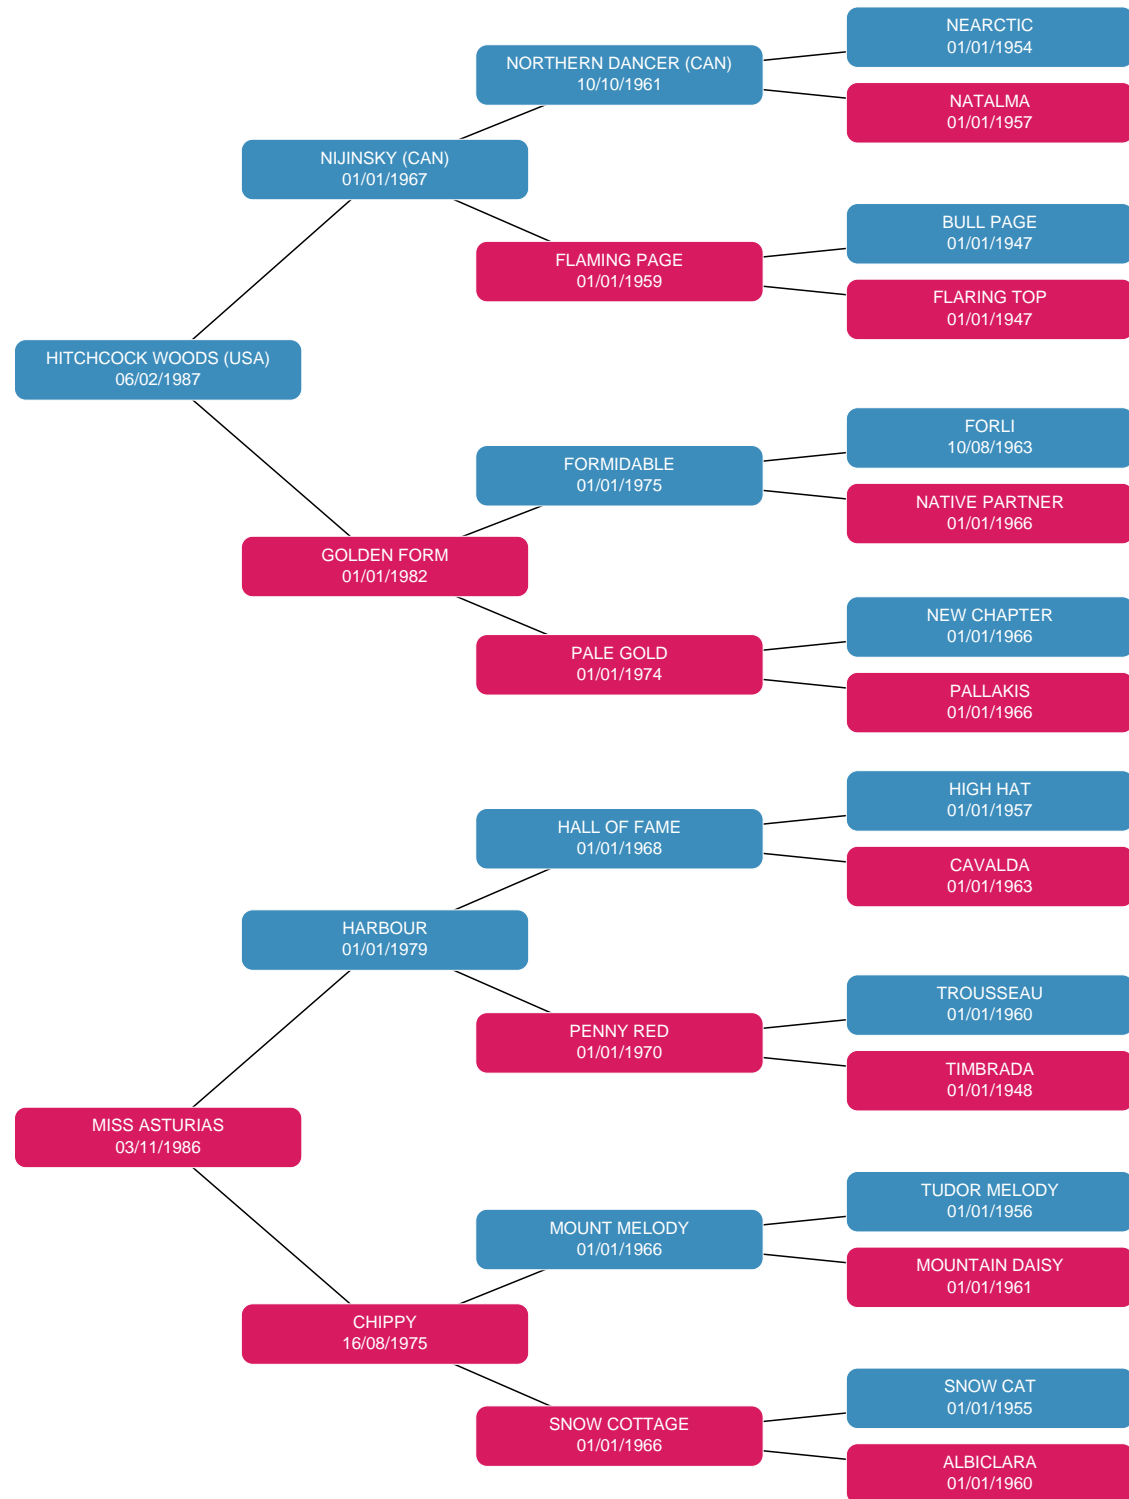 NEARCTIC
01/01/1954
NORTHERN DANCER (CAN)
10/10/1961
NATALMA
01/01/1957
NIJINSKY (CAN)
01/01/1967
BULL PAGE
01/01/1947
FLAMING PAGE
01/01/1959
FLARING TOP
01/01/1947
HITCHCOCK WOODS (USA)
06/02/1987
FORLI
10/08/1963
FORMIDABLE
01/01/1975
NATIVE PARTNER
01/01/1966
GOLDEN FORM
01/01/1982
NEW CHAPTER
01/01/1966
PALE GOLD
01/01/1974
PALLAKIS
01/01/1966
HIGH HAT
01/01/1957
HALL OF FAME
01/01/1968
CAVALDA
01/01/1963
HARBOUR
01/01/1979
TROUSSEAU
01/01/1960
PENNY RED
01/01/1970
TIMBRADA
01/01/1948
MISS ASTURIAS
03/11/1986
TUDOR MELODY
01/01/1956
MOUNT MELODY
01/01/1966
MOUNTAIN DAISY
01/01/1961
CHIPPY
16/08/1975
SNOW CAT
01/01/1955
SNOW COTTAGE
01/01/1966
ALBICLARA
01/01/1960